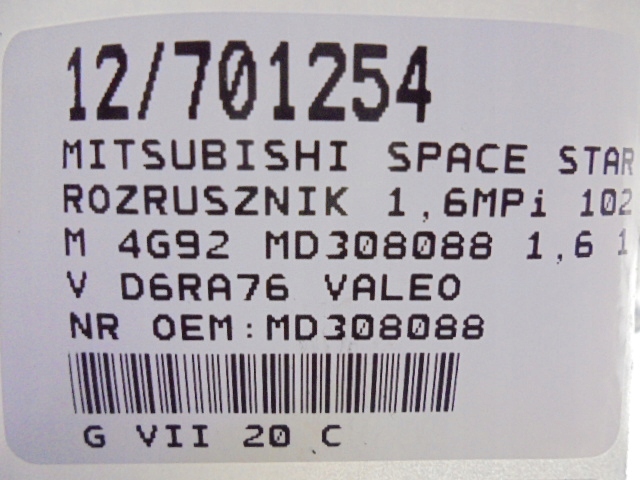 12/701254
MITSUBISHI SPACE STAR
ROZRUSZNIK 1,6MPi 102
M 4G92 MD308088 1,6 1
V D6RA76 VALEO
NR OEM:MD308088
G VII 20 C